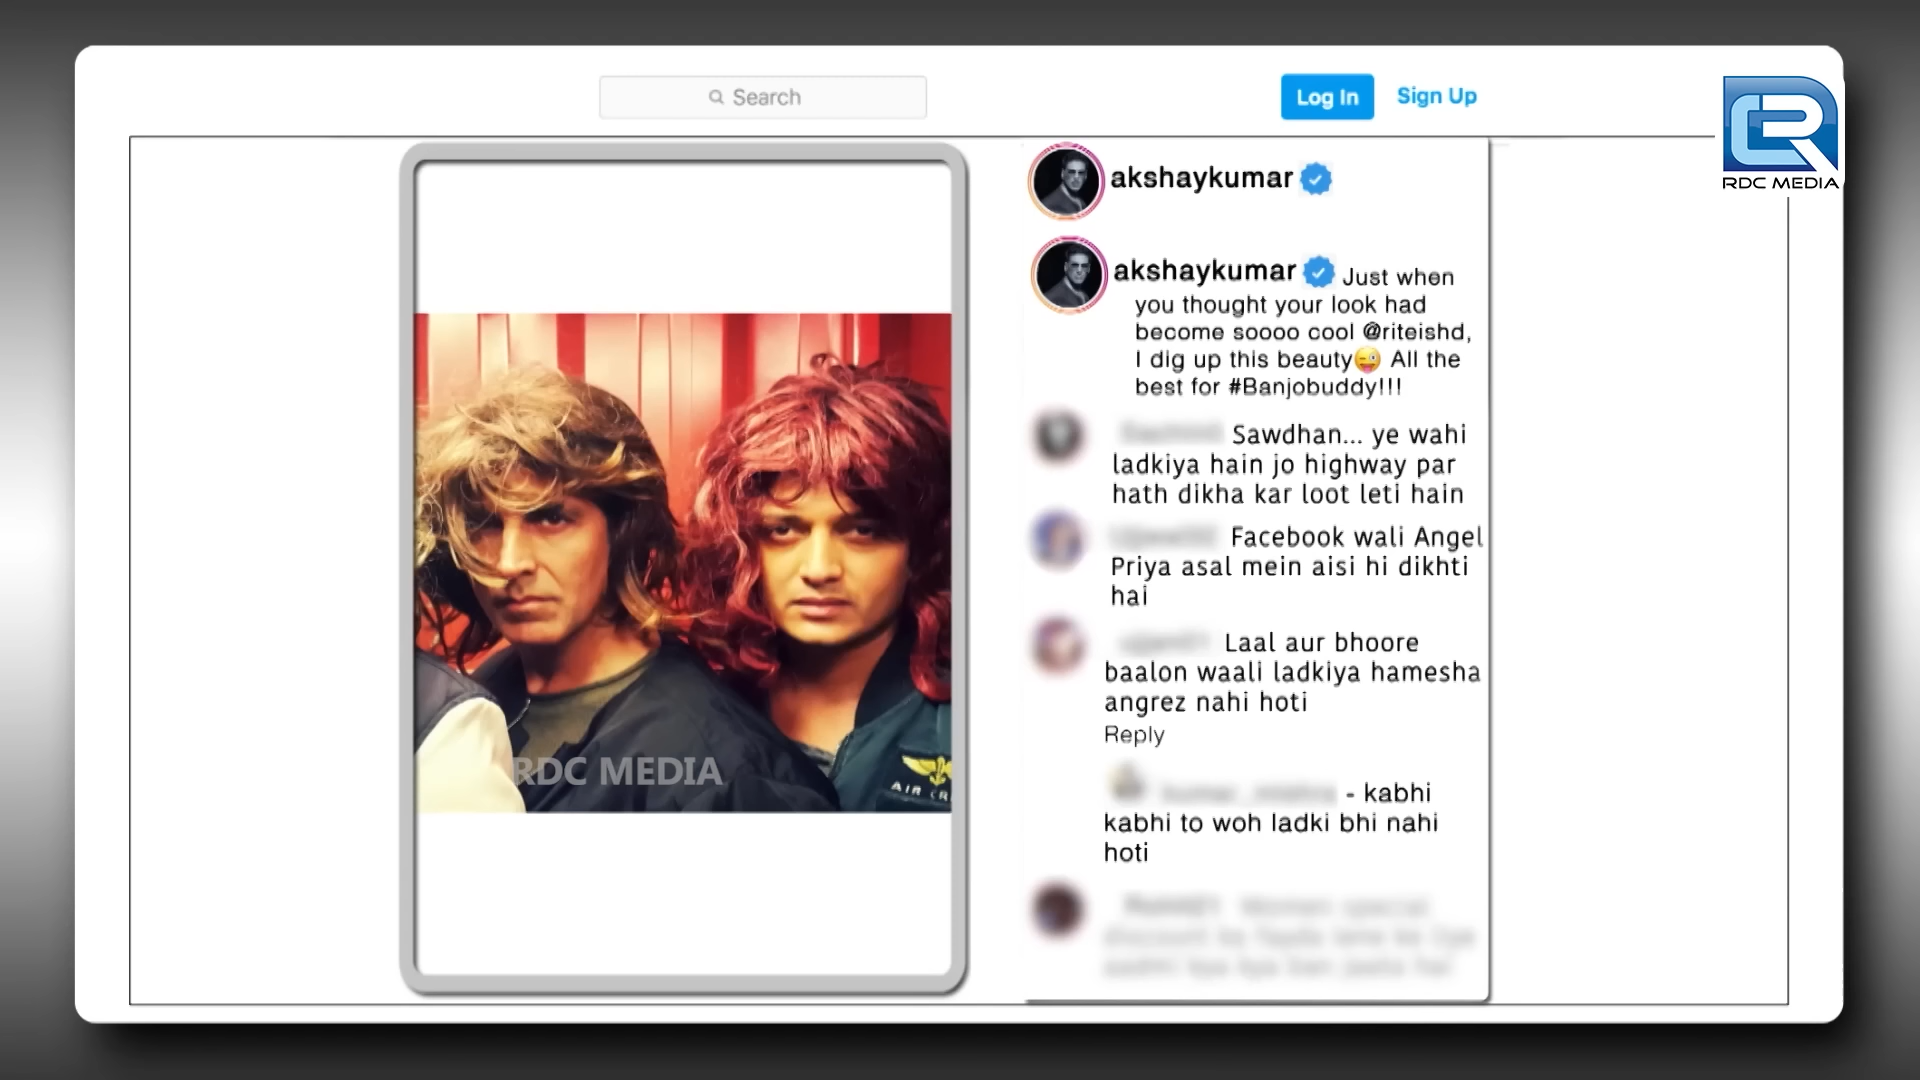 Search
Log In
Sign Up
RDC MEDIA
akshaykumar
akshaykumar Just when
you thought your look had
become soooo cool @riteishd,
I dig up this beauty😜 All the
best for #Banjobuddy!!!
Sawdhan... ye wahi
ladkiya hain jo highway par
hath dikha kar loot leti hain
Facebook wali Angel
Priya asal mein aisi hi dikhti
hai
Laal aur bhoore
baalon waali ladkiya hamesha
angrez nahi hoti
Reply
- kabhi
kabhi to woh ladki bhi nahi
hoti
RDC MEDIA
AIR CR